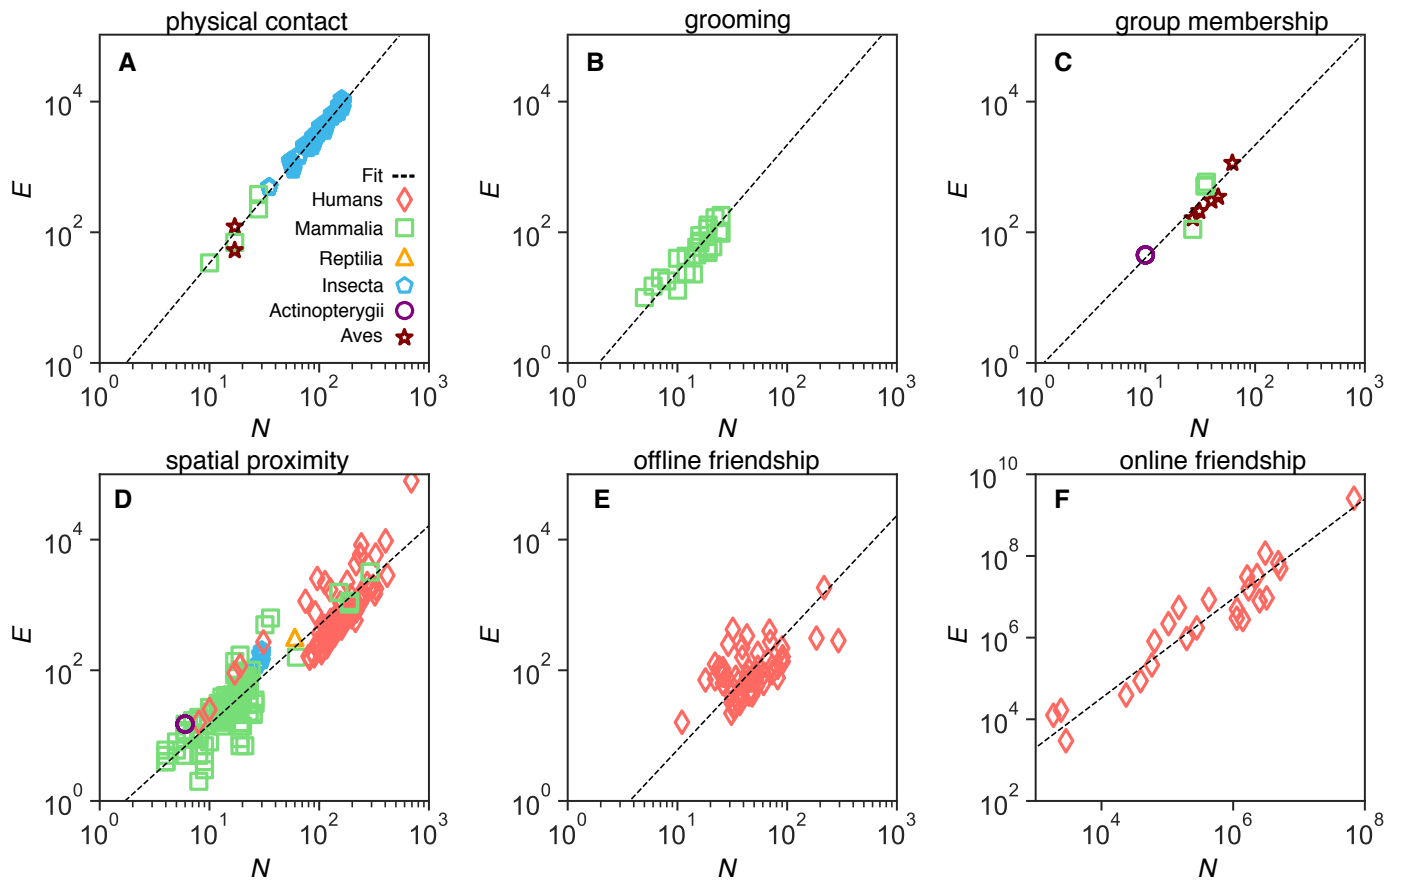 physical contact
A
E
10^4
10^2
10^0
10^0 10^1 10^2 10^3
N
Fit
Humans
Mammalia
Reptilia
Insecta
Actinopterygii
Aves
grooming
B
E
10^4
10^2
10^0
10^0 10^1 10^2 10^3
N
group membership
C
E
10^4
10^2
10^0
10^0 10^1 10^2 10^3
N
spatial proximity
D
E
10^4
10^2
10^0
10^0 10^1 10^2 10^3
N
offline friendship
E
E
10^4
10^2
10^0
10^0 10^1 10^2 10^3
N
online friendship
F
E
10^10
10^8
10^6
10^4
10^2
10^4 10^6 10^8
N